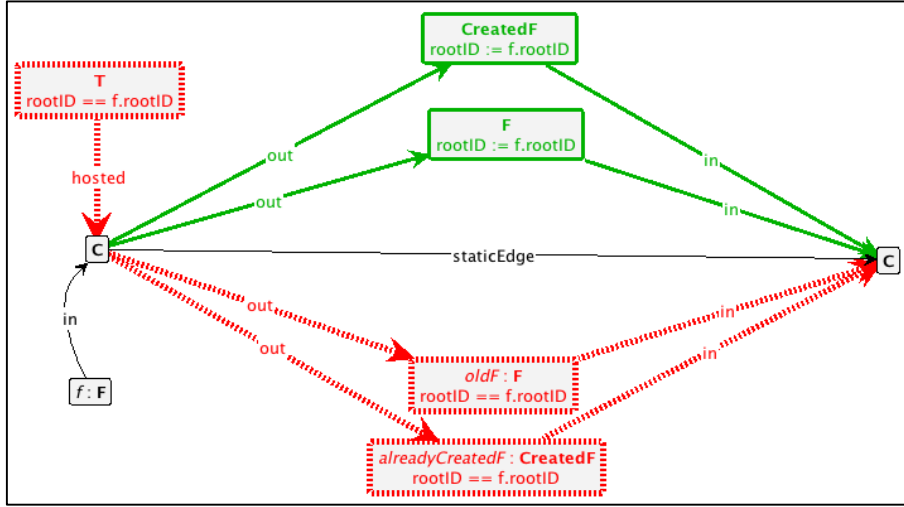 CreatedF
rootID := f.rootID
T
rootID == f.rootID
F
rootID := f.rootID
out
in
hosted
out
in
C
staticEdge
C
in
out
in
out
in
f : F
oldF : F
rootID == f.rootID
alreadyCreatedF : CreatedF
rootID == f.rootID